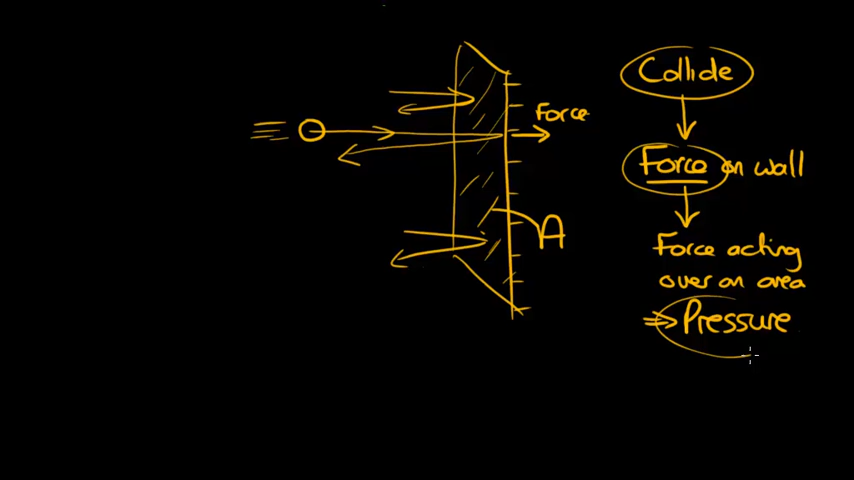 Collide
Force
Force on wall
A
Force acting
over an area
⇒ Pressure